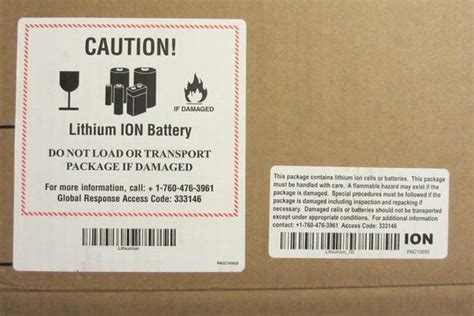 CAUTION!
IF DAMAGED
Lithium ION Battery
DO NOT LOAD OR TRANSPORT
PACKAGE IF DAMAGED
For more information, call: + 1-760-476-3961
Global Response Access Code: 333146
Lithiumion
This package contains lithium ion cells or batteries. This package
must be handled with care. A flammable hazard may exist if the
package is damaged. Special procedures must be followed if the
package is damaged including inspection and repacking if
necessary. Damaged cells or batteries should not be transported
except under appropriate conditions. For additional information
contact: +1-760-476-3961 Access Code: 333146
ION